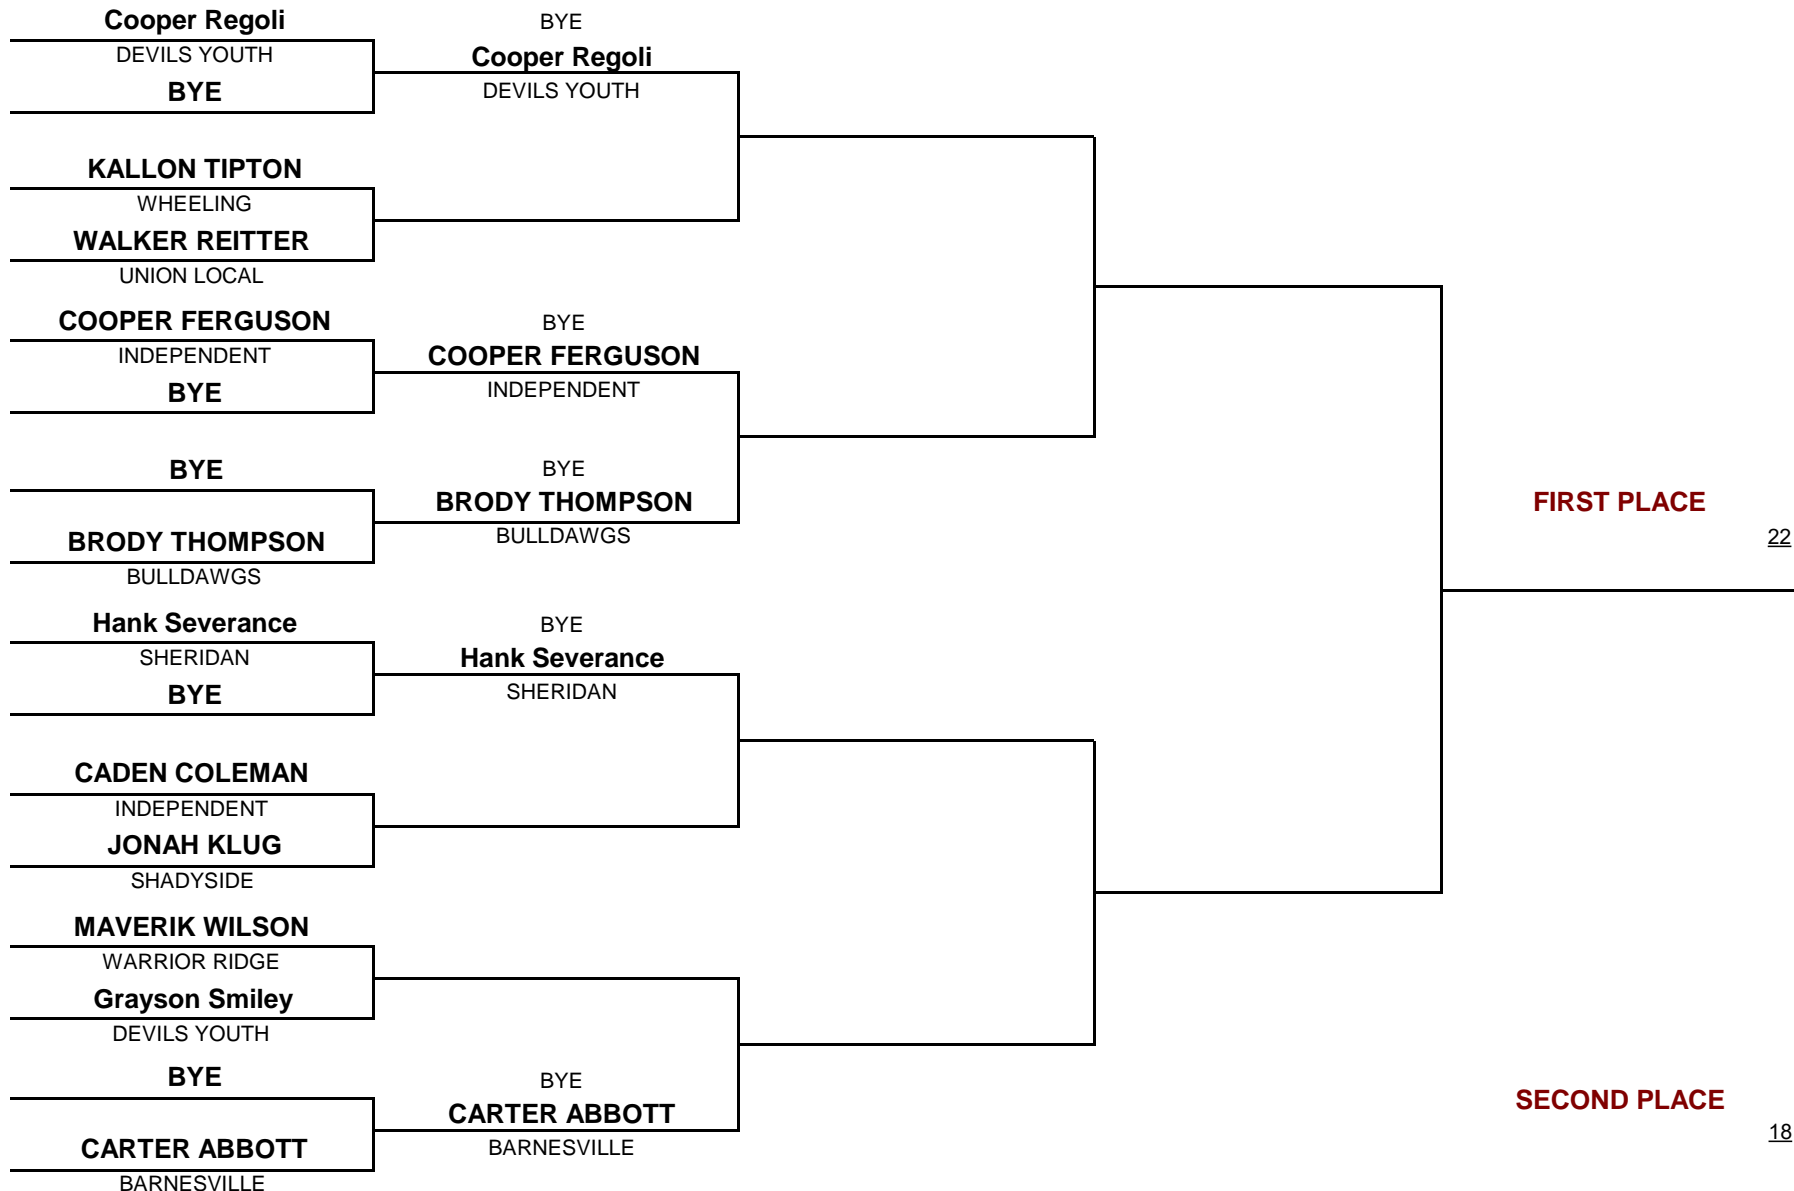 Cooper Regoli
DEVILS YOUTH
BYE
KALLON TIPTON
WHEELING
WALKER REITTER
UNION LOCAL
COOPER FERGUSON
INDEPENDENT
BYE
BYE
BRODY THOMPSON
BULLDAWGS
Hank Severance
SHERIDAN
BYE
CADEN COLEMAN
INDEPENDENT
JONAH KLUG
SHADYSIDE
MAVERIK WILSON
WARRIOR RIDGE
Grayson Smiley
DEVILS YOUTH
BYE
CARTER ABBOTT
BARNESVILLE
BYE
Cooper Regoli
DEVILS YOUTH
BYE
COOPER FERGUSON
INDEPENDENT
BYE
BRODY THOMPSON
BULLDAWGS
BYE
Hank Severance
SHERIDAN
BYE
CARTER ABBOTT
BARNESVILLE
FIRST PLACE
22
SECOND PLACE
18